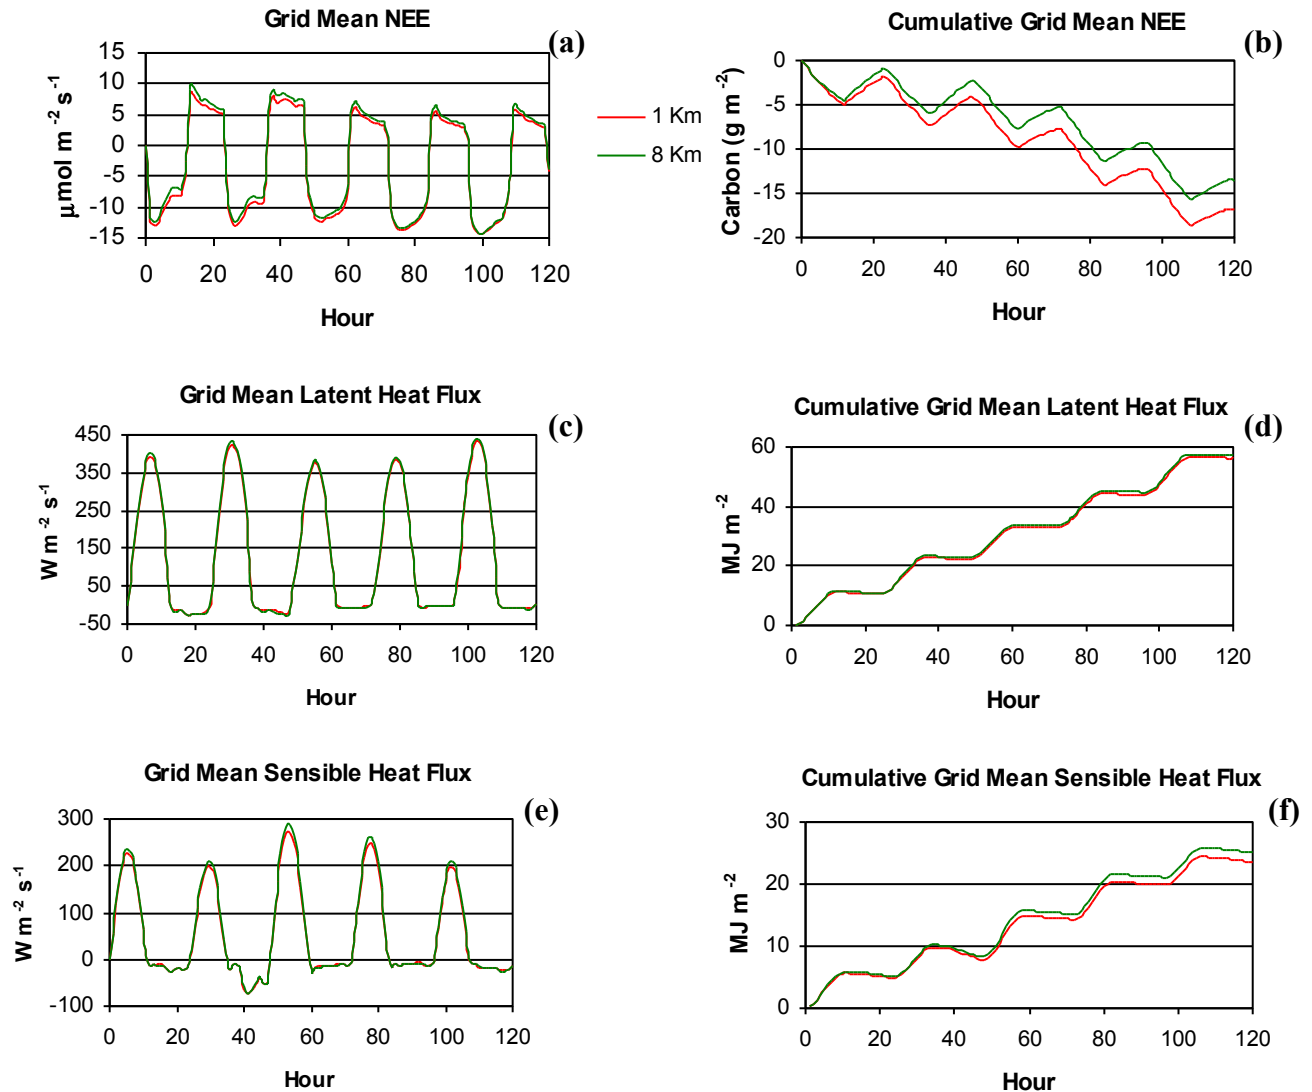 Grid Mean NEE
(a)
15
10
5
0
-5
-10
-15
μmol m⁻² s⁻¹
0 20 40 60 80 100 120
Hour
1 Km
8 Km
Cumulative Grid Mean NEE
(b)
0
-5
-10
-15
-20
Carbon (g m⁻²)
0 20 40 60 80 100 120
Hour
Grid Mean Latent Heat Flux
(c)
450
350
250
150
50
-50
W m⁻² s⁻¹
0 20 40 60 80 100 120
Hour
Cumulative Grid Mean Latent Heat Flux
(d)
60
40
20
0
MJ m⁻²
0 20 40 60 80 100 120
Hour
Grid Mean Sensible Heat Flux
(e)
300
200
100
0
-100
W m⁻² s⁻¹
0 20 40 60 80 100 120
Hour
Cumulative Grid Mean Sensible Heat Flux
(f)
30
20
10
0
MJ m⁻²
0 20 40 60 80 100 120
Hour